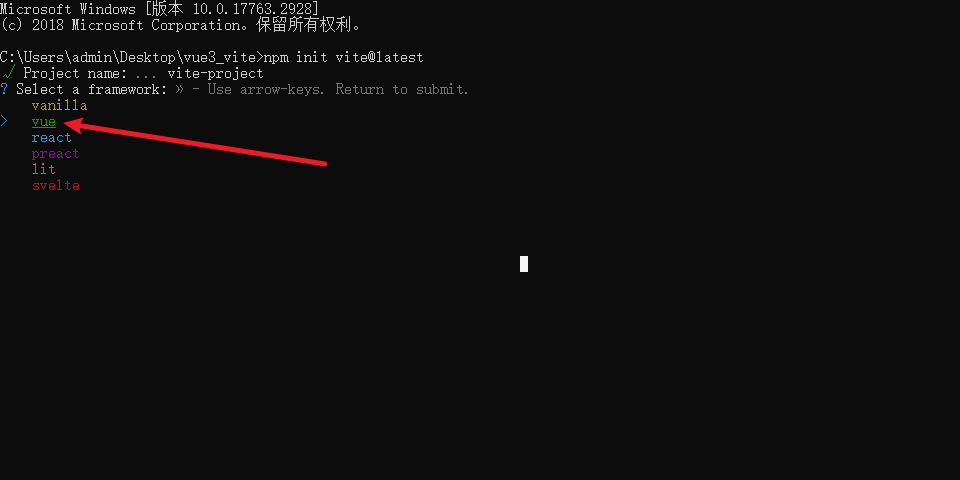 Microsoft Windows [版本 10.0.17763.2928]
(c) 2018 Microsoft Corporation。保留所有权利。
C:\Users\admin\Desktop\vue3_vite>npm init vite@latest
√ Project name: ... vite-project
? Select a framework: » - Use arrow-keys. Return to submit.
vanilla
> vue
react
preact
lit
svelte